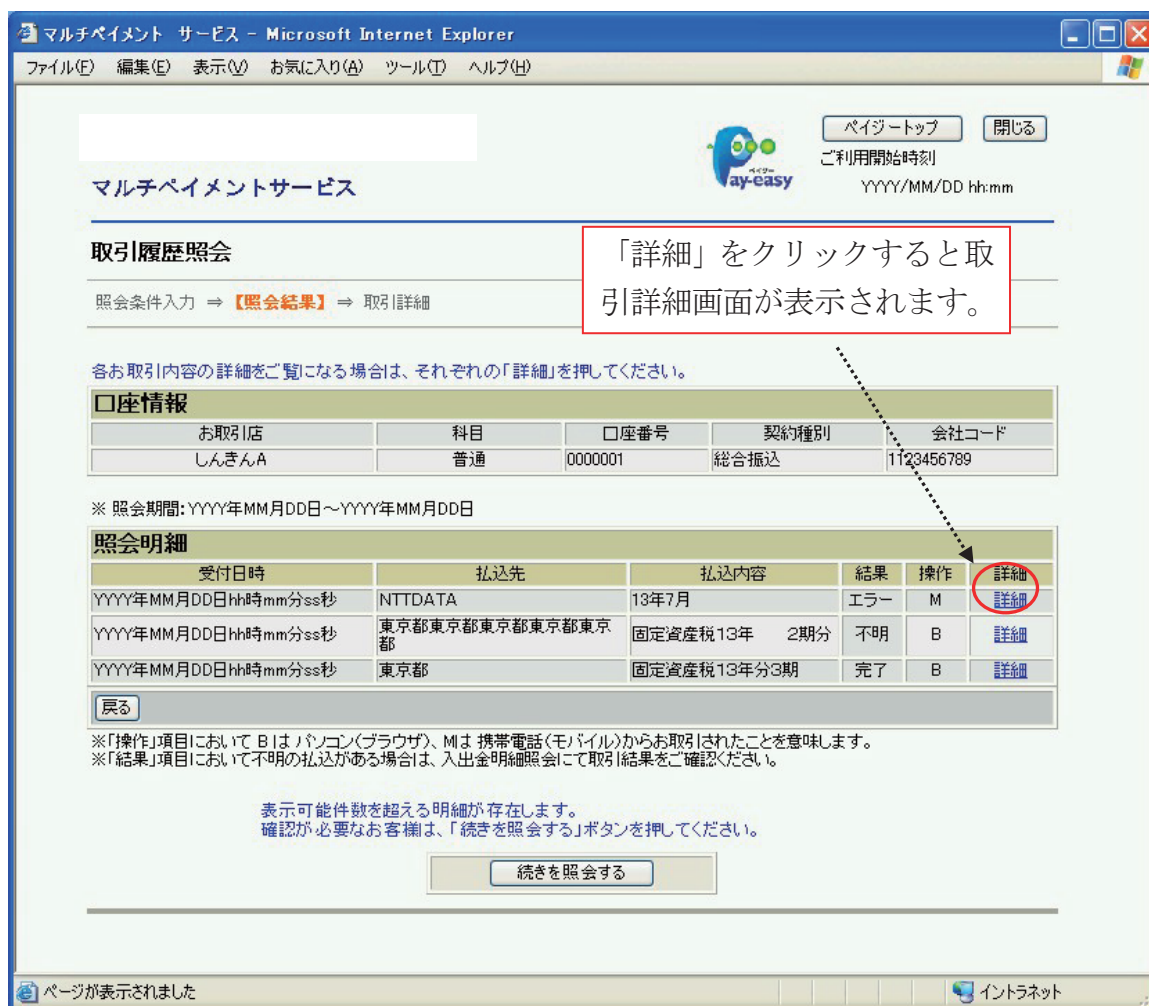 マルチペイメント サービス - Microsoft Internet Explorer
ファイル(F) 編集(E) 表示(V) お気に入り(A) ツール(T) ヘルプ(H)
ペイジートップ 閉じる
ペイジー
Pay-easy
ご利用開始時刻
YYYY/MM/DD hh:mm
マルチペイメントサービス
取引履歴照会
「詳細」をクリックすると取
引詳細画面が表示されます。
照会条件入力 ⇒ 【照会結果】 ⇒ 取引詳細
各お取引内容の詳細をご覧になる場合は、それぞれの「詳細」を押してください。
口座情報
お取引店 科目 口座番号 契約種別 会社コード
しんきんA 普通 0000001 総合振込 1123456789
※ 照会期間:YYYY年MM月DD日~YYYY年MM月DD日
照会明細
受付日時 払込先 払込内容 結果 操作 詳細
YYYY年MM月DD日hh時mm分ss秒 NTTDATA 13年7月 エラー M 詳細
YYYY年MM月DD日hh時mm分ss秒 東京都東京都東京都東京都東京都 固定資産税13年 2期分 不明 B 詳細
YYYY年MM月DD日hh時mm分ss秒 東京都 固定資産税13年分3期 完了 B 詳細
戻る
※「操作」項目において Bは パソコン(ブラウザ)、Mは 携帯電話(モバイル)からお取引されたことを意味します。
※「結果」項目において不明の払込がある場合は、入出金明細照会にて取引結果をご確認ください。
表示可能件数を超える明細が存在します。
確認が必要なお客様は、「続きを照会する」ボタンを押してください。
続きを照会する
ページが表示されました イントラネット